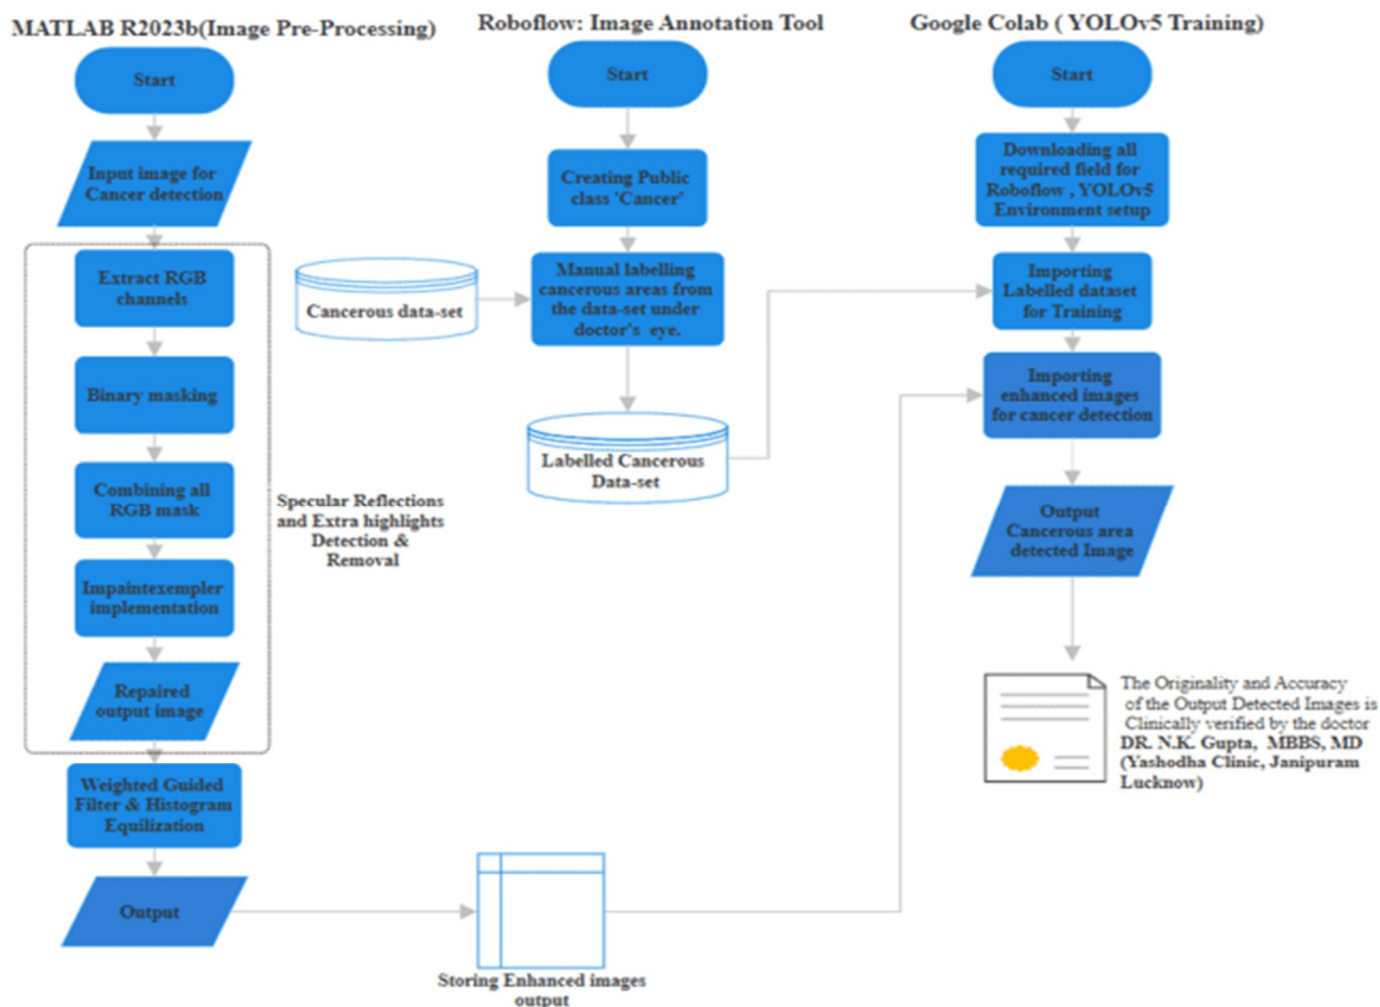 MATLAB R2023b(Image Pre-Processing)
Start
Input image for
Cancer detection
Extract RGB
channels
Binary masking
Combining all
RGB mask
Impaintexempler
implementation
Repaired
output image
Specular Reflections
and Extra highlights
Detection &
Removal
Weighted Guided
Filter & Histogram
Equilization
Output
Storing Enhanced images
output
Roboflow: Image Annotation Tool
Start
Creating Public
class 'Cancer'
Cancerous data-set
Manual labelling
cancerous areas from
the data-set under
doctor's eye.
Labelled Cancerous
Data-set
Google Colab ( YOLOv5 Training)
Start
Downloading all
required field for
Roboflow , YOLOv5
Environment setup
Importing
Labelled dataset
for Training
Importing
enhanced images
for cancer detection
Output
Cancerous area
detected Image
The Originality and Accuracy
of the Output Detected Images is
Clinically verified by the doctor
DR. N.K. Gupta, MBBS, MD
(Yashodha Clinic, Janipuram
Lucknow)